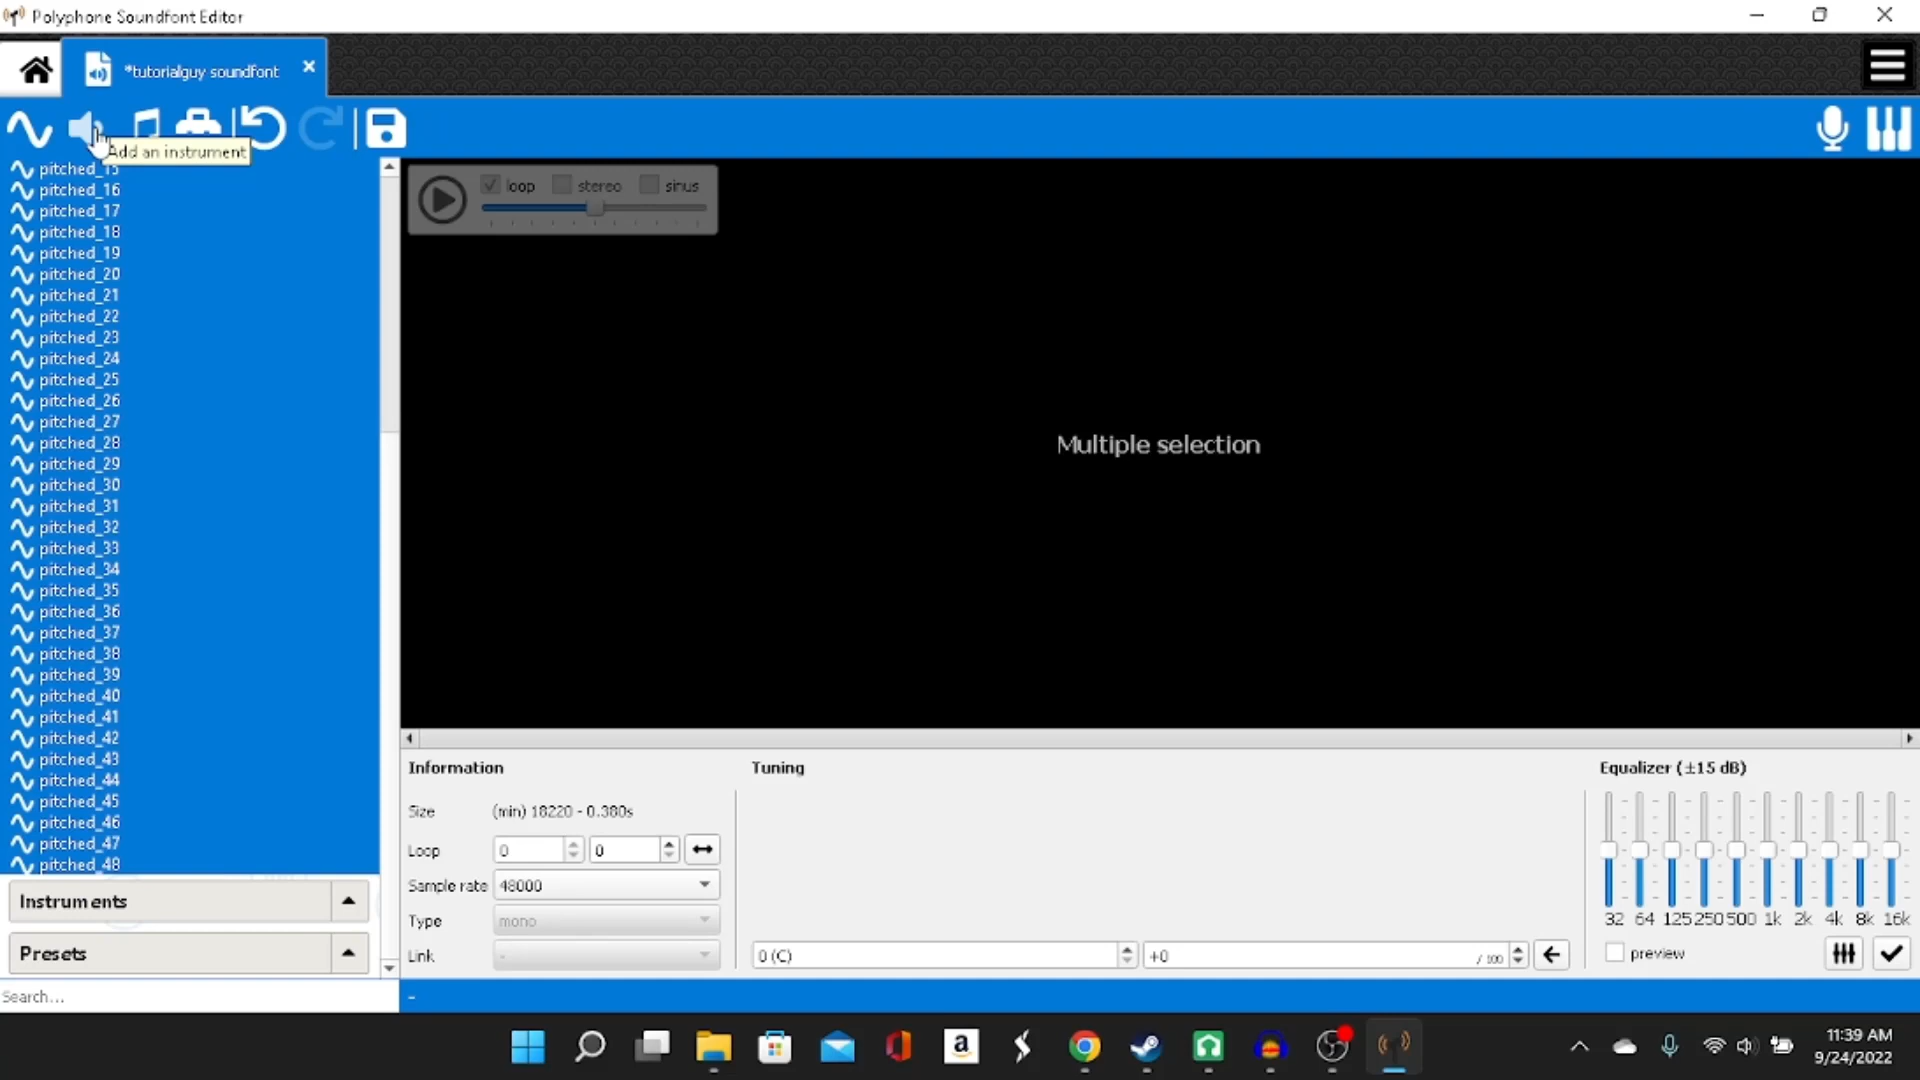 Polyphone Soundfont Editor
*tutorialguy soundfont
Add an instrument
pitched_15
pitched_16
pitched_17
pitched_18
pitched_19
pitched_20
pitched_21
pitched_22
pitched_23
pitched_24
pitched_25
pitched_26
pitched_27
pitched_28
pitched_29
pitched_30
pitched_31
pitched_32
pitched_33
pitched_34
pitched_35
pitched_36
pitched_37
pitched_38
pitched_39
pitched_40
pitched_41
pitched_42
pitched_43
pitched_44
pitched_45
pitched_46
pitched_47
pitched_48
Instruments
Presets
Search...
loop stereo sinus
Multiple selection
Information
Size (min) 18220 - 0.380s
Loop 0 0
Sample rate 48000
Type mono
Link -
Tuning
0 (C) +0 / 100
Equalizer (±15 dB)
32 64 125 250 500 1k 2k 4k 8k 16k
preview
-
a
11:39 AM
9/24/2022